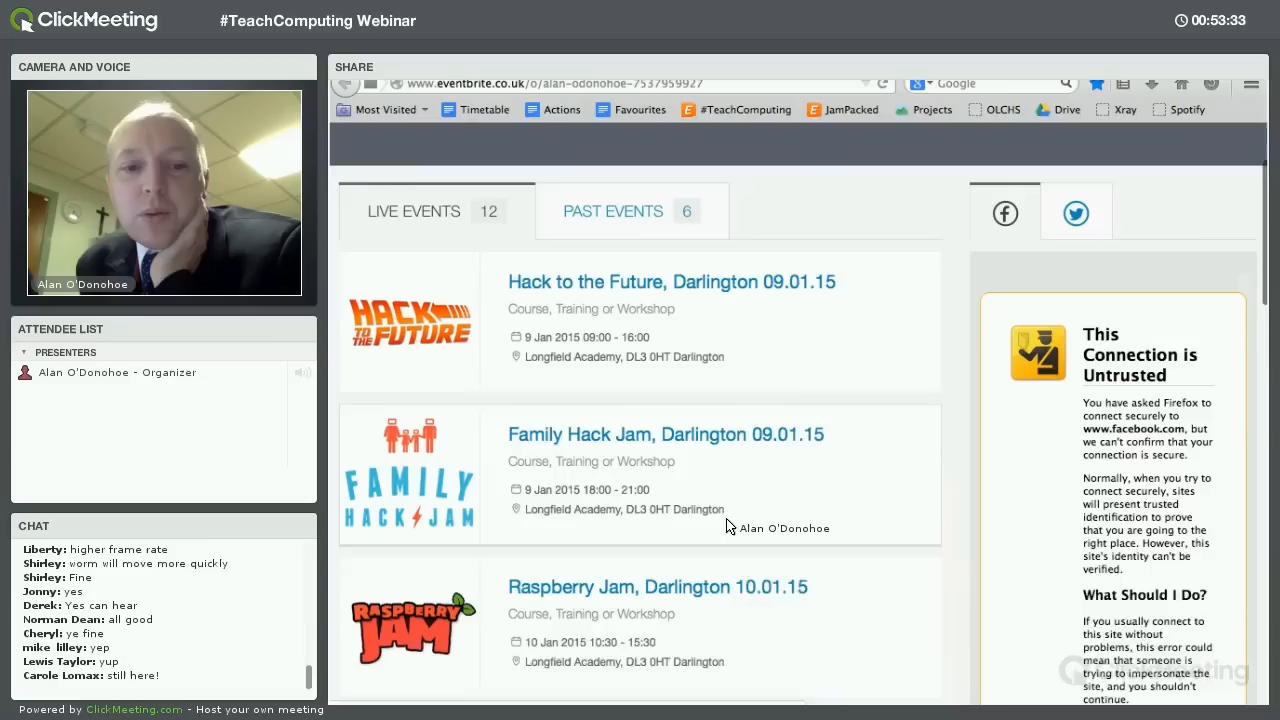 ClickMeeting
#TeachComputing Webinar
00:53:33
CAMERA AND VOICE
Alan O'Donohoe
ATTENDEE LIST
PRESENTERS
Alan O'Donohoe - Organizer
CHAT
Liberty: higher frame rate
Shirley: worm will move more quickly
Shirley: Fine
Jonny: yes
Derek: Yes can hear
Norman Dean: all good
Cheryl: ye fine
mike lilley: yep
Lewis Taylor: yup
Carole Lomax: still here!
Powered by ClickMeeting.com - Host your own meeting
SHARE
www.eventbrite.co.uk/o/alan-odonohoe-7537959927
Google
Most Visited
Timetable
Actions
Favourites
#TeachComputing
JamPacked
Projects
OLCHS
Drive
Xray
Spotify
LIVE EVENTS 12
PAST EVENTS 6
HACK
TO THE
FUTURE
Hack to the Future, Darlington 09.01.15
Course, Training or Workshop
9 Jan 2015 09:00 - 16:00
Longfield Academy, DL3 0HT Darlington
FAMILY
HACK JAM
Family Hack Jam, Darlington 09.01.15
Course, Training or Workshop
9 Jan 2015 18:00 - 21:00
Longfield Academy, DL3 0HT Darlington
Alan O'Donohoe
RASPBERRY
JAM
Raspberry Jam, Darlington 10.01.15
Course, Training or Workshop
10 Jan 2015 10:30 - 15:30
Longfield Academy, DL3 0HT Darlington
This
Connection is
Untrusted
You have asked Firefox to
connect securely to
www.facebook.com, but
we can't confirm that your
connection is secure.
Normally, when you try to
connect securely, sites
will present trusted
identification to prove
that you are going to the
right place. However, this
site's identity can't be
verified.
What Should I Do?
If you usually connect to
this site without
problems, this error could
mean that someone is
trying to impersonate the
site, and you shouldn't
continue.
ClickMeeting